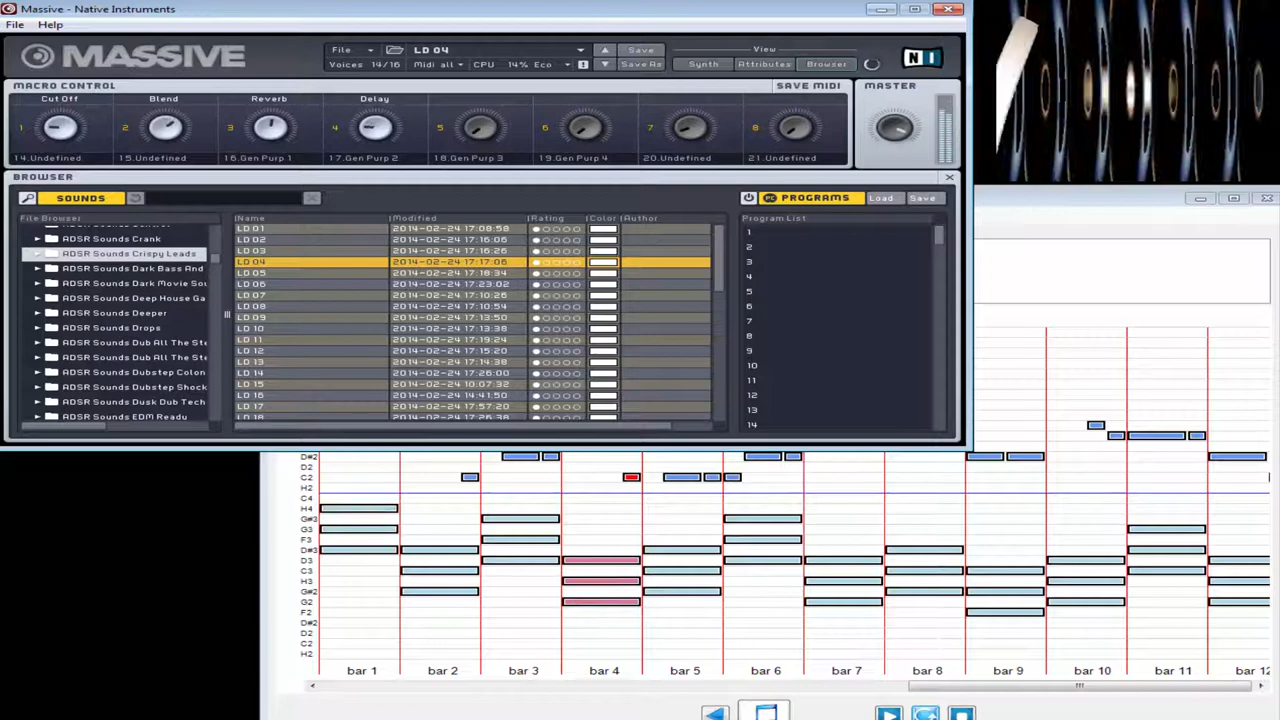 Massive - Native Instruments
File Help
MASSIVE
File LD 04 Save View
Voices 14/16 Midi all CPU 14% Eco Save As Synth Attributes Browser
NI
MACRO CONTROL SAVE MIDI MASTER
Cut Off Blend Reverb Delay
1 2 3 4 5 6 7 8
14.Undefined 15.Undefined 16.Gen Purp 1 17.Gen Purp 2 18.Gen Purp 3 19.Gen Purp 4 20.Undefined 21.Undefined
BROWSER
SOUNDS PC PROGRAMS Load Save
File Browser Name Modified Rating Color Author Program List
LD 01 2014-02-24 17:08:58 1
ADSR Sounds Crank LD 02 2014-02-24 17:16:06 2
ADSR Sounds Crispy Leads LD 03 2014-02-24 17:16:26 3
LD 04 2014-02-24 17:17:06
ADSR Sounds Dark Bass And LD 05 2014-02-24 17:18:34 4
ADSR Sounds Dark Movie Sou LD 06 2014-02-24 17:23:02 5
ADSR Sounds Deep House Ga LD 07 2014-02-24 17:10:26 6
LD 08 2014-02-24 17:10:54
ADSR Sounds Deeper LD 09 2014-02-24 17:13:50 7
ADSR Sounds Drops LD 10 2014-02-24 17:13:38 8
ADSR Sounds Dub All The Ste LD 11 2014-02-24 17:19:24 9
ADSR Sounds Dub All The Ste LD 12 2014-02-24 17:15:20 10
LD 13 2014-02-24 17:14:38
ADSR Sounds Dubstep Colon LD 14 2014-02-24 17:26:00 11
ADSR Sounds Dubstep Shock LD 15 2014-02-24 10:07:32 12
ADSR Sounds Dusk Dub Tech LD 16 2014-02-24 14:41:50 13
LD 17 2014-02-24 17:57:20
ADSR Sounds EDM Ready LD 18 2014-02-24 17:26:38 14
D#2
D2
C2
H2
C4
H4
G#3
G3
F3
D#3
D3
C3
H3
G#2
G2
F2
D#2
D2
C2
H2
bar 1 bar 2 bar 3 bar 4 bar 5 bar 6 bar 7 bar 8 bar 9 bar 10 bar 11 bar 12